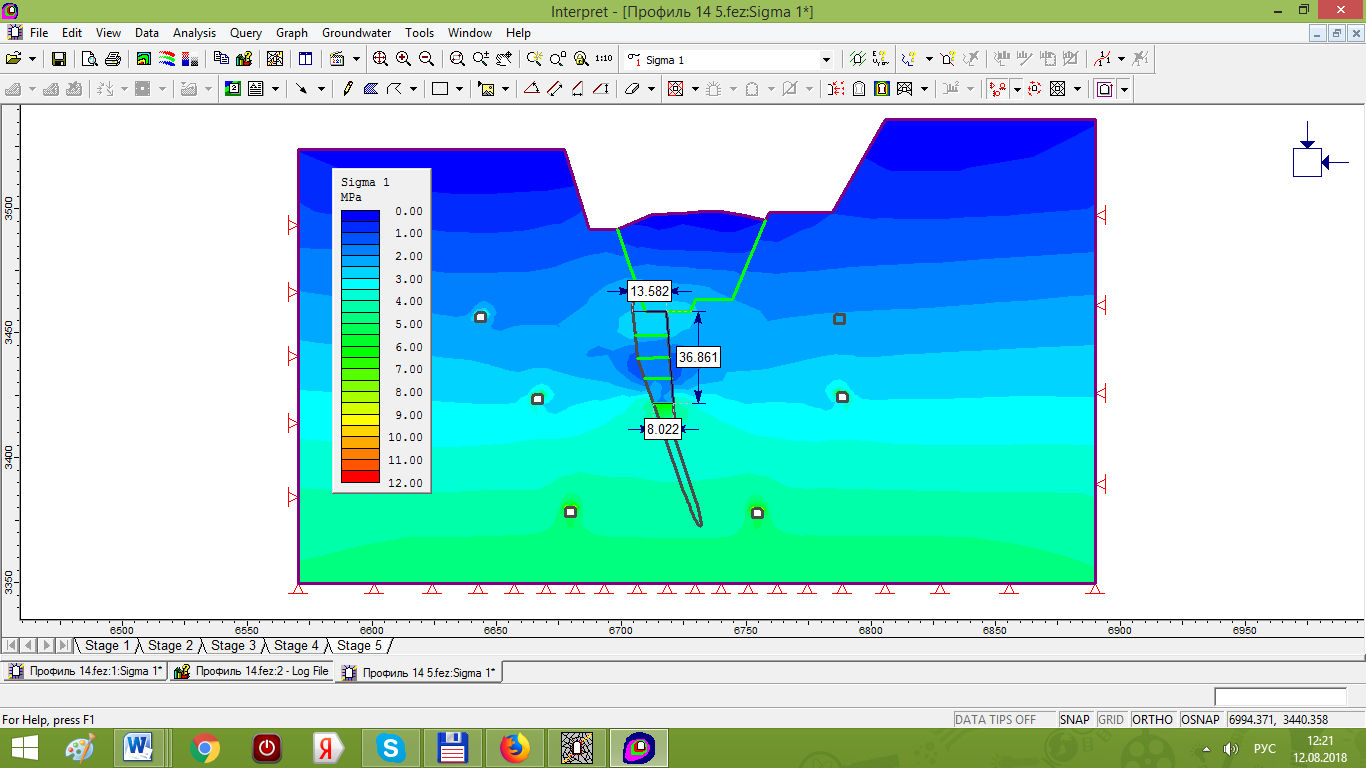 Interpret - [Профиль 14 5.fez:Sigma 1*]
File Edit View Data Analysis Query Graph Groundwater Tools Window Help
1:10
σ1 Sigma 1
Sigma 1
MPa
0.00
1.00
2.00
3.00
4.00
5.00
6.00
7.00
8.00
9.00
10.00
11.00
12.00
3500
3450
3400
3350
13.582
36.861
8.022
6500 6550 6600 6650 6700 6750 6800 6850 6900 6950
Stage 1 Stage 2 Stage 3 Stage 4 Stage 5
Профиль 14.fez:1:Sigma 1* Профиль 14.fez:2 - Log File Профиль 14 5.fez:Sigma 1*
For Help, press F1
DATA TIPS OFF SNAP GRID ORTHO OSNAP 6994.371, 3440.358
РУС
12:21
12.08.2018